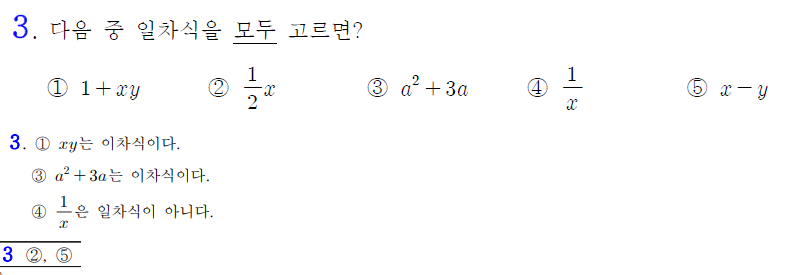 3. 다음 중 일차식을 모두 고르면?
① 1+xy ② 1/2 x ③ a²+3a ④ 1/x ⑤ x-y
3. ① xy는 이차식이다.
③ a²+3a는 이차식이다.
④ 1/x은 일차식이 아니다.
3 ②, ⑤